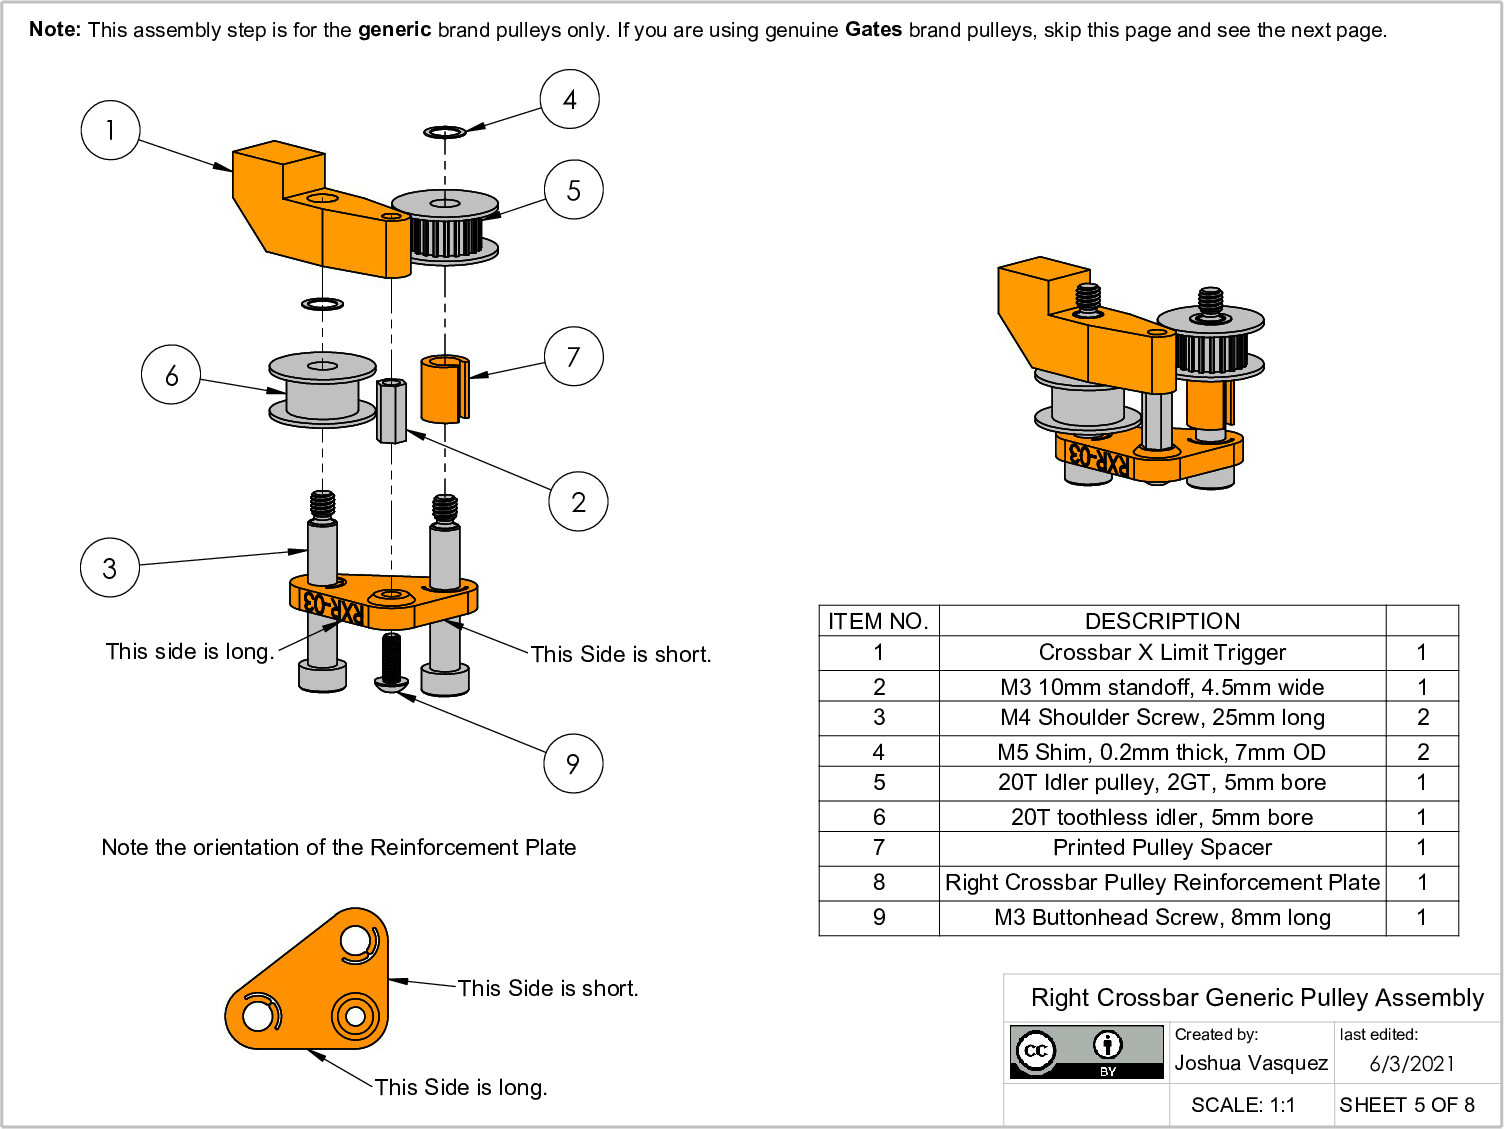 Note: This assembly step is for the generic brand pulleys only. If you are using genuine Gates brand pulleys, skip this page and see the next page.
1
4
5
6
7
2
3
RXR-03
This side is long.
This Side is short.
9
RXR-03
Note the orientation of the Reinforcement Plate
This Side is short.
This Side is long.
ITEM NO. DESCRIPTION
1 Crossbar X Limit Trigger 1
2 M3 10mm standoff, 4.5mm wide 1
3 M4 Shoulder Screw, 25mm long 2
4 M5 Shim, 0.2mm thick, 7mm OD 2
5 20T Idler pulley, 2GT, 5mm bore 1
6 20T toothless idler, 5mm bore 1
7 Printed Pulley Spacer 1
8 Right Crossbar Pulley Reinforcement Plate 1
9 M3 Buttonhead Screw, 8mm long 1
Right Crossbar Generic Pulley Assembly
cc BY
Created by: last edited:
Joshua Vasquez 6/3/2021
SCALE: 1:1 SHEET 5 OF 8